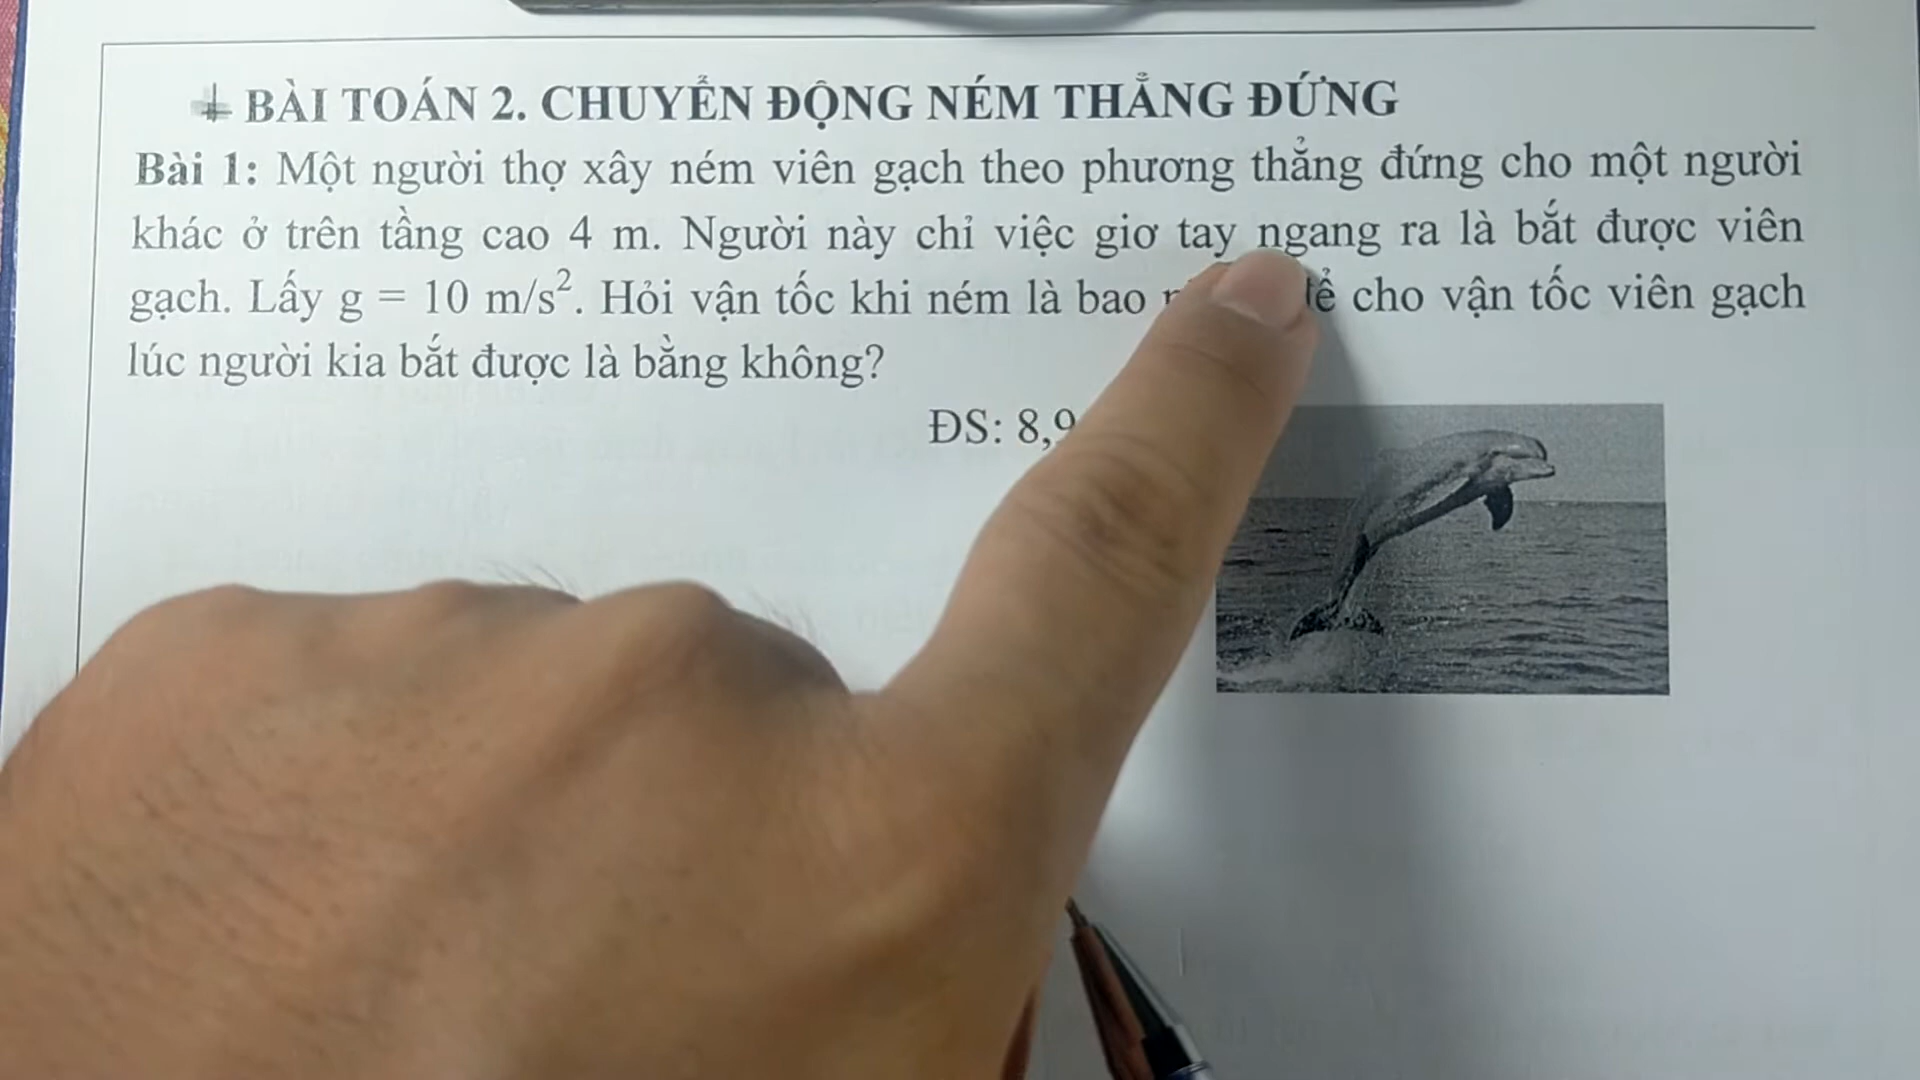 BÀI TOÁN 2. CHUYỂN ĐỘNG NÉM THẲNG ĐỨNG
Bài 1: Một người thợ xây ném viên gạch theo phương thẳng đứng cho một người
khác ở trên tầng cao 4 m. Người này chỉ việc giơ tay ngang ra là bắt được viên
gạch. Lấy g = 10 m/s². Hỏi vận tốc khi ném là bao cho vận tốc viên gạch
lúc người kia bắt được là bằng không?
ĐS: 8,9